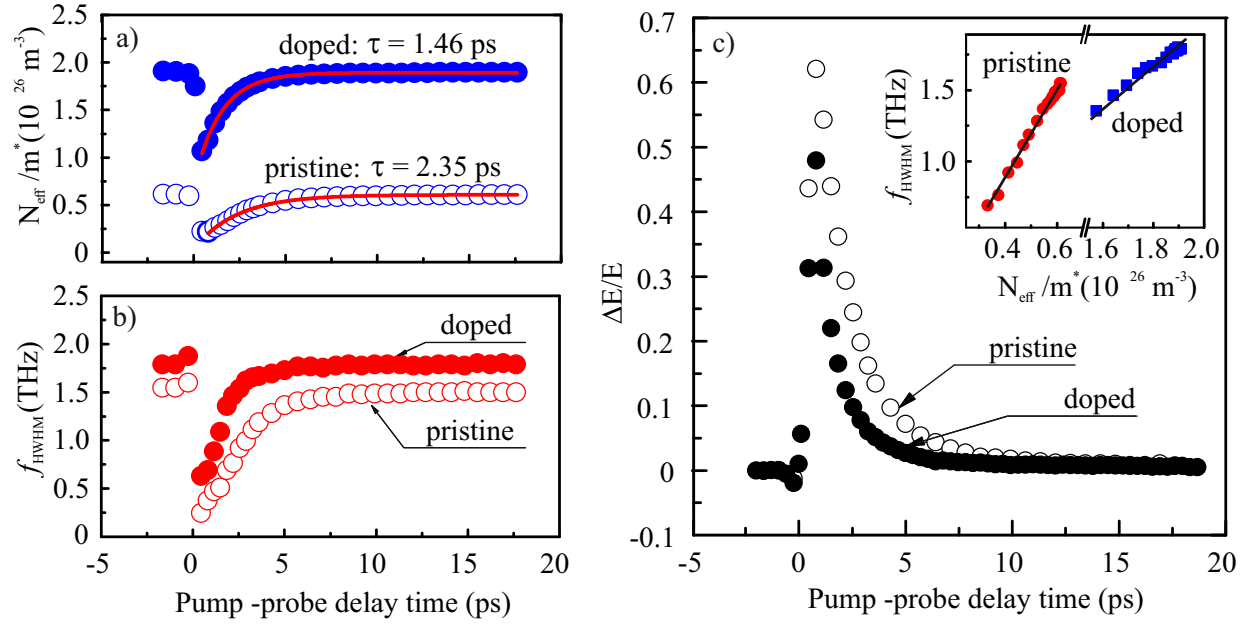 a)
N_eff /m* (10 ²⁶ m⁻³)
2.5
2.0
1.5
1.0
0.5
0
doped: τ = 1.46 ps
pristine: τ = 2.35 ps
b)
f_HWHM (THz)
2.5
2.0
1.5
1.0
0.5
0
doped
pristine
-5 0 5 10 15 20
Pump -probe delay time (ps)
c)
ΔE/E
0.7
0.6
0.5
0.4
0.3
0.2
0.1
0
-0.1
pristine
doped
-5 0 5 10 15 20
Pump -probe delay time (ps)
f_HWHM (THz)
1.5
1.0
pristine
doped
0.4 0.6 1.6 1.8 2.0
N_eff /m* (10 ²⁶ m⁻³)